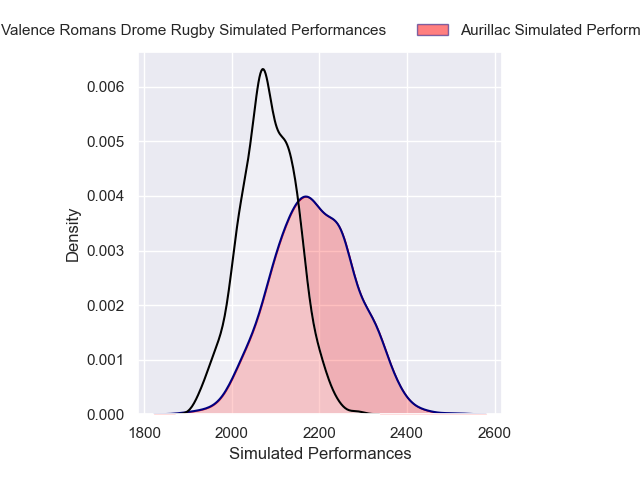 Valence Romans Drome Rugby Simulated Performances
Aurillac Simulated Perform
0.006
0.005
0.004
0.003
0.002
0.001
0.000
Density
1800 2000 2200 2400 2600
Simulated Performances